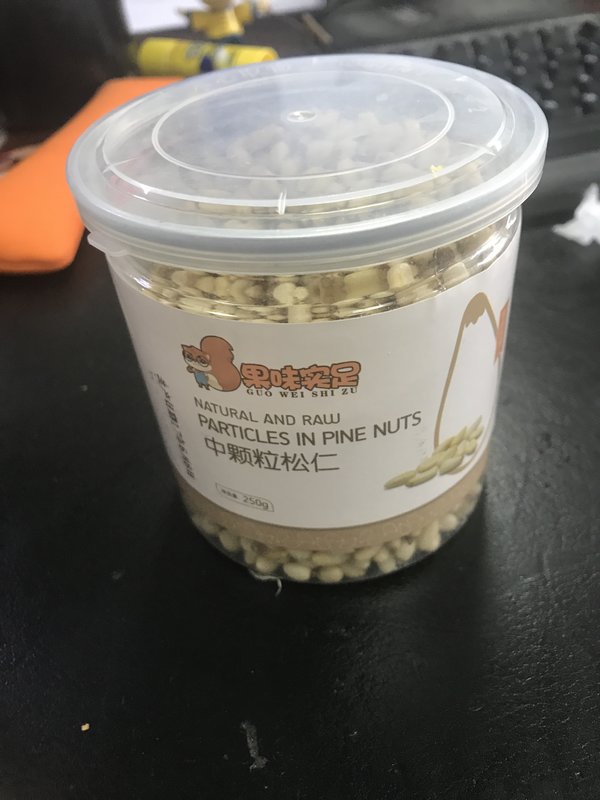 果味实足
GUO WEI SHI ZU
NATURAL AND RAW
PARTICLES IN PINE NUTS
中颗粒松仁
250g